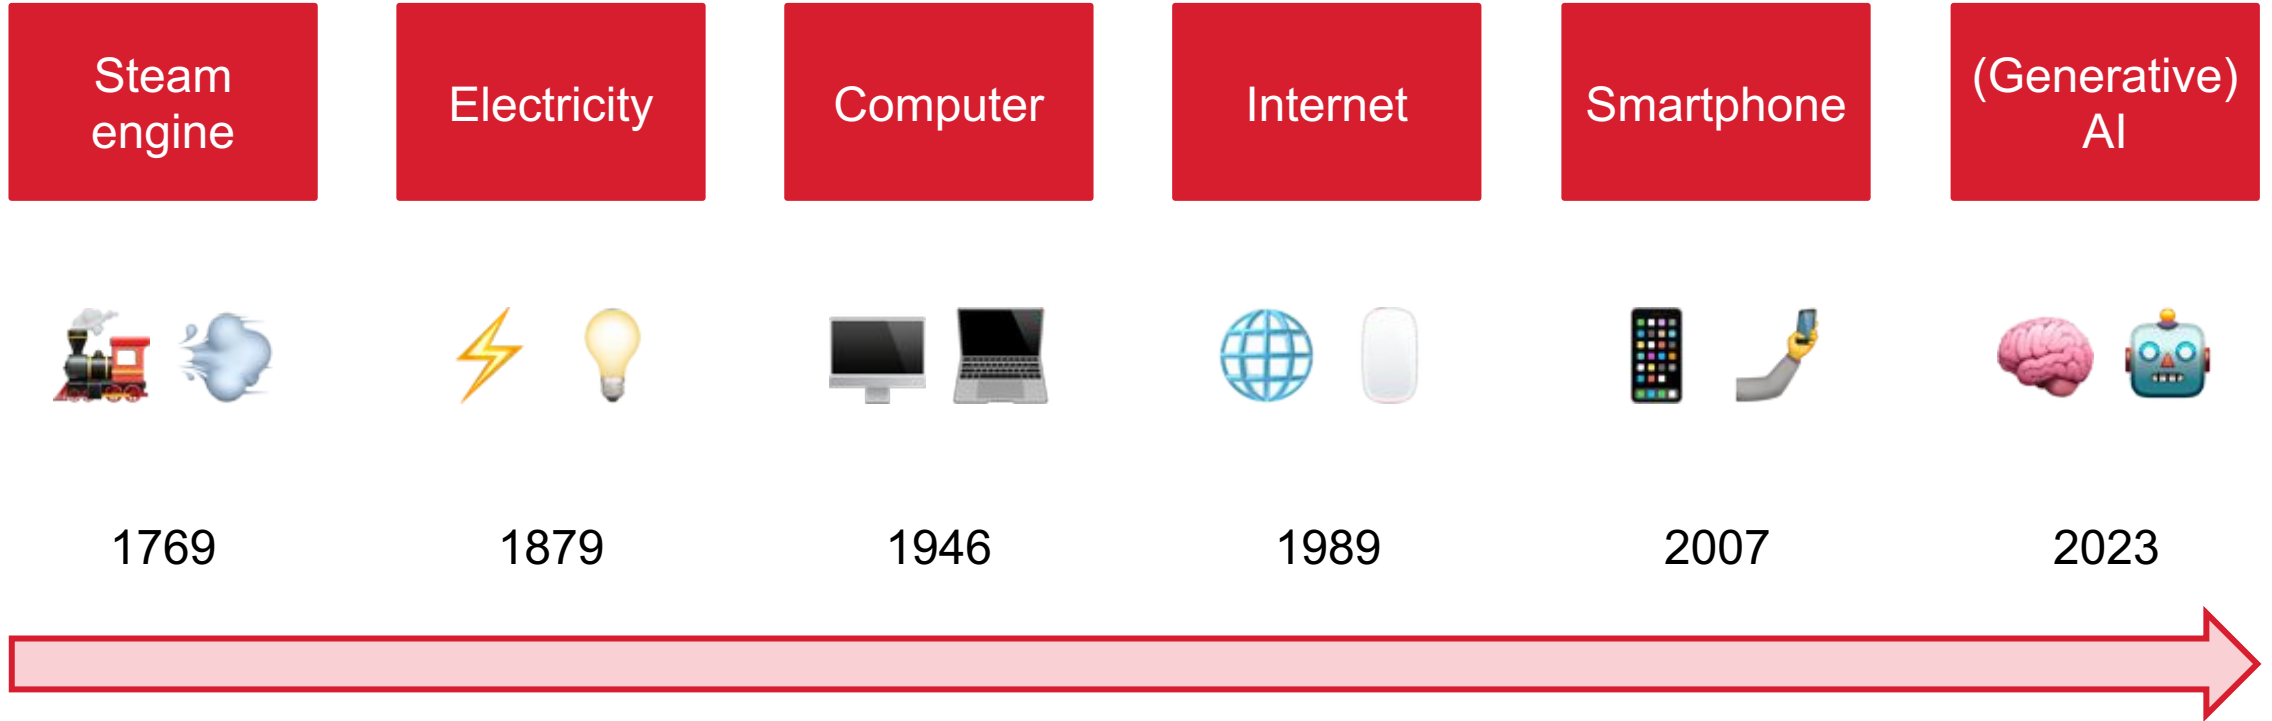 Steam
engine
Electricity
Computer
Internet
Smartphone
(Generative)
AI
1769
1879
1946
1989
2007
2023